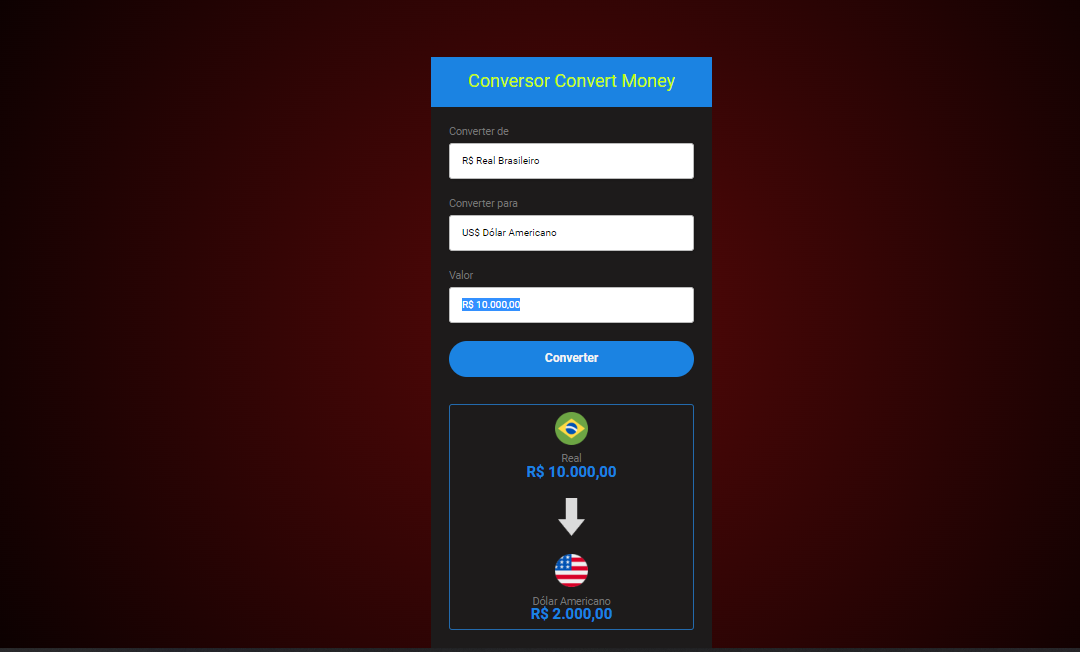 Conversor Convert Money
Converter de
R$ Real Brasileiro
Converter para
US$ Dólar Americano
Valor
R$ 10.000,00
Converter
Real
R$ 10.000,00
Dólar Americano
R$ 2.000,00